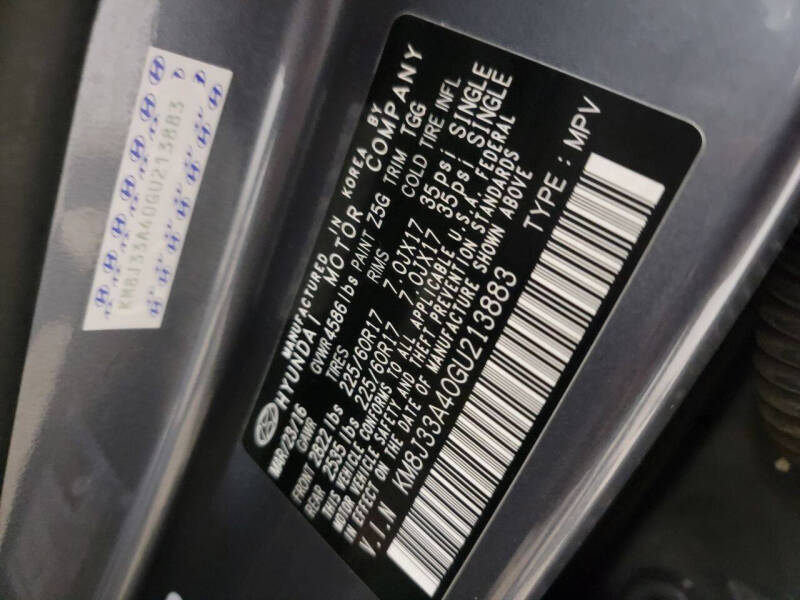 KM8J33A40GU213883
MANUFACTURED IN KOREA BY
HYUNDAI MOTOR COMPANY
MAR/23/16 GVWR 4586 lbs PAINT Z5G TRIM TGG
GAWR TIRES RIMS COLD TIRE INFL
FRONT 2822 lbs 225/60R17 7.0JX17 35psi SINGLE
REAR 2535 lbs 225/60R17 7.0JX17 35psi SINGLE
THIS VEHICLE CONFORMS TO ALL APPLICABLE U.S.A. FEDERAL
MOTOR VEHICLE SAFETY AND THEFT PREVENTION STANDARDS
IN EFFECT ON THE DATE OF MANUFACTURE SHOWN ABOVE
V.I.N KM8J33A40GU213883 TYPE : MPV